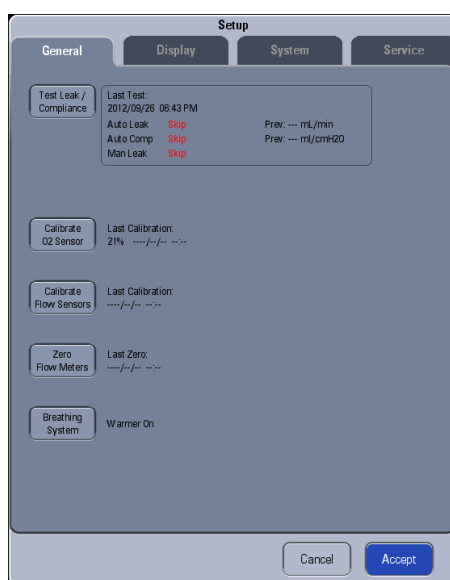 Setup
General Display System Service
Test Leak / Compliance
Last Test:
2012/09/26 06:43 PM
Auto Leak Skip Prev: --- mL/min
Auto Comp Skip Prev: --- ml/cmH2O
Man Leak Skip
Calibrate O2 Sensor
Last Calibration:
21% ----/--/-- --:--
Calibrate Flow Sensors
Last Calibration:
----/--/-- --:--
Zero Flow Meters
Last Zero:
----/--/-- --:--
Breathing System
Warmer On
Cancel Accept